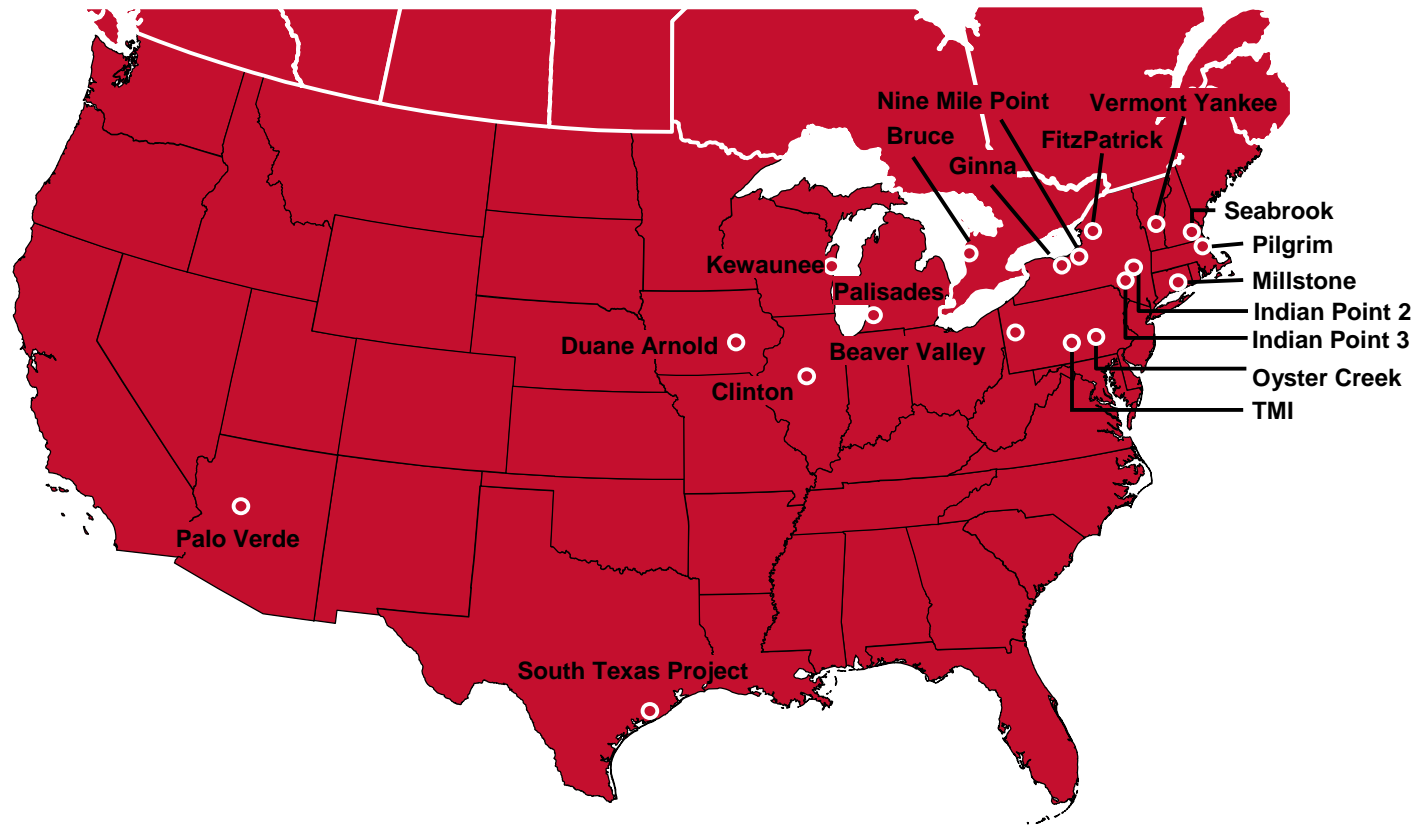 Nine Mile Point
Vermont Yankee
Bruce
FitzPatrick
Ginna
Seabrook
Pilgrim
Kewaunee
Millstone
Palisades
Indian Point 2
Indian Point 3
Duane Arnold
Beaver Valley
Oyster Creek
Clinton
TMI
Palo Verde
South Texas Project